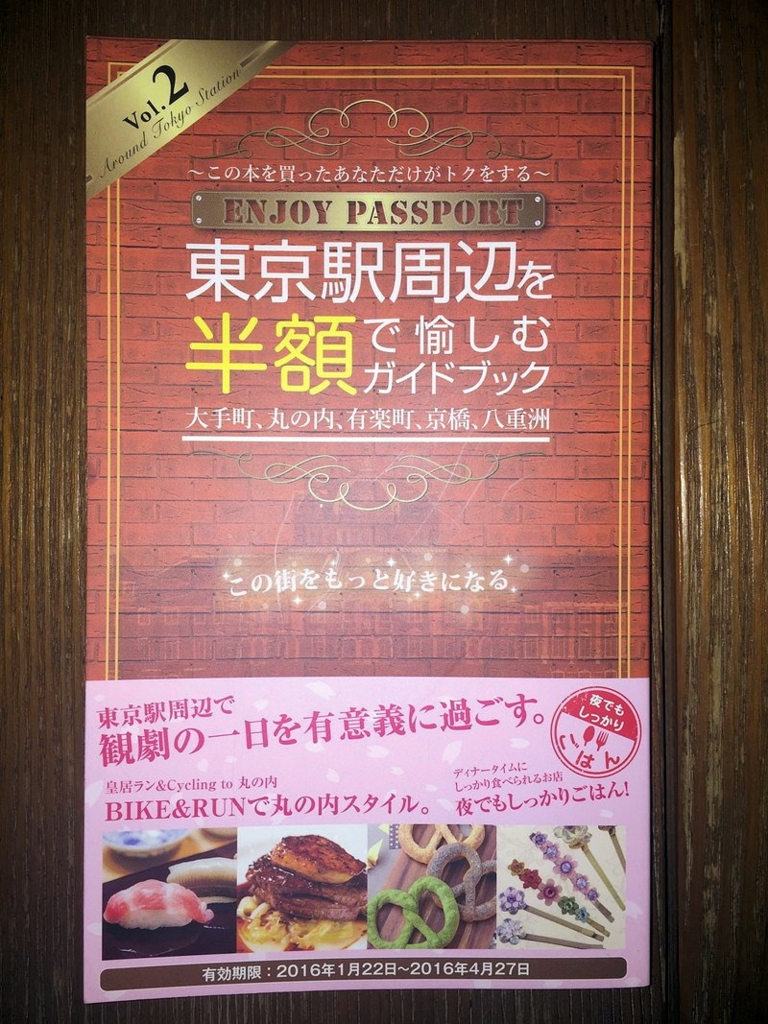 Vol.2
Around Tokyo Station
～この本を買ったあなただけがトクをする～
ENJOY PASSPORT
東京駅周辺を
半額で愉しむ
ガイドブック
大手町、丸の内、有楽町、京橋、八重洲
この街をもっと好きになる
東京駅周辺で
観劇の一日を有意義に過ごす。
夜でも
しっかり
ごはん
皇居ラン&Cycling to 丸の内
BIKE&RUNで丸の内スタイル。
ディナータイムに
しっかり食べられるお店
夜でもしっかりごはん!
有効期限：2016年1月22日～2016年4月27日